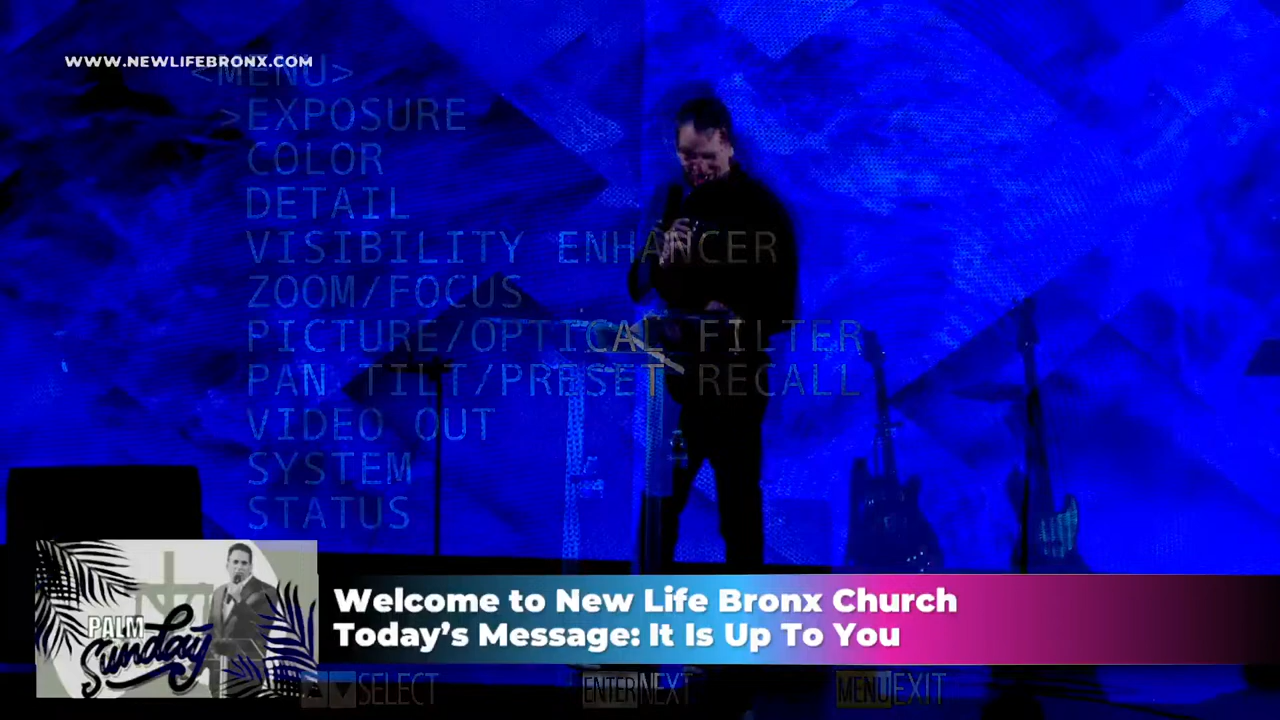 WWW.NEWLIFEBRONX.COM
<MENU>
>EXPOSURE
COLOR
DETAIL
VISIBILITY ENHANCER
ZOOM/FOCUS
PICTURE/OPTICAL FILTER
PAN TILT/PRESET RECALL
VIDEO OUT
SYSTEM
STATUS
PALM
Sunday
Welcome to New Life Bronx Church
Today's Message: It Is Up To You
▲ ▼ SELECT ENTER NEXT MENU EXIT